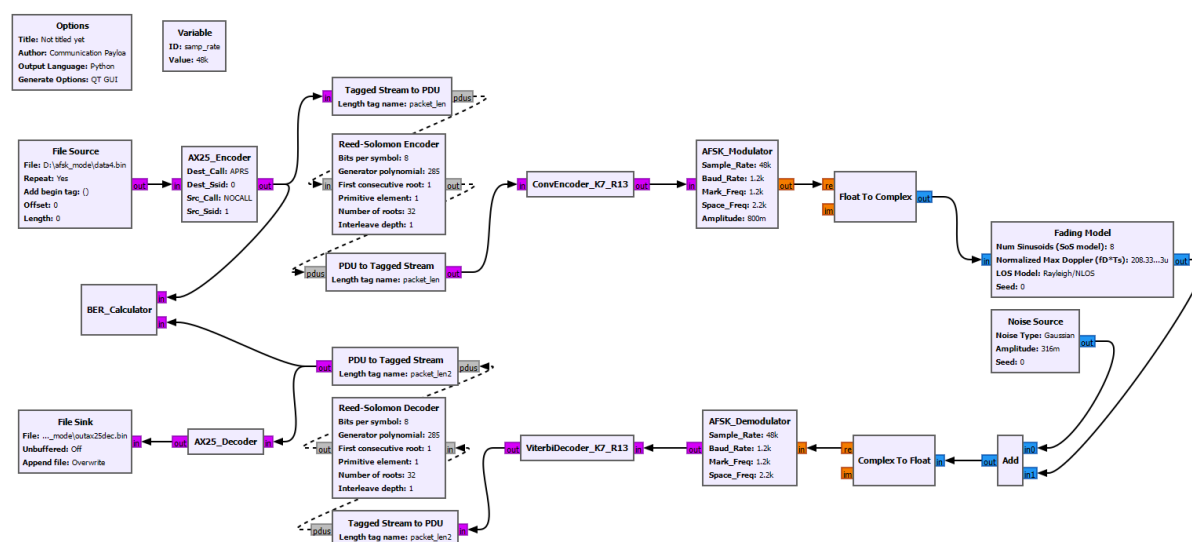 Options
Title: Not titled yet
Author: Communication Payloa
Output Language: Python
Generate Options: QT GUI
Variable
ID: samp_rate
Value: 48k
Tagged Stream to PDU
Length tag name: packet_len
in
pdus
File Source
File: D:\afsk_mode\data4.bin
Repeat: Yes
Add begin tag: ()
Offset: 0
Length: 0
out
AX25_Encoder
Dest_Call: APRS
Dest_Ssid: 0
Src_Call: NOCALL
Src_Ssid: 1
in
out
Reed-Solomon Encoder
Bits per symbol: 8
Generator polynomial: 285
First consecutive root: 1
Primitive element: 1
Number of roots: 32
Interleave depth: 1
in
out
PDU to Tagged Stream
Length tag name: packet_len
pdus
out
ConvEncoder_K7_R13
in
out
AFSK_Modulator
Sample_Rate: 48k
Baud_Rate: 1.2k
Mark_Freq: 1.2k
Space_Freq: 2.2k
Amplitude: 800m
in
out
Float To Complex
re
im
out
Fading Model
Num Sinusoids (SoS model): 8
Normalized Max Doppler (fD*Ts): 208.33...3u
LOS Model: Rayleigh/NLOS
Seed: 0
in
out
Noise Source
Noise Type: Gaussian
Amplitude: 316m
Seed: 0
out
BER_Calculator
in
in
PDU to Tagged Stream
Length tag name: packet_len2
out
pdus
File Sink
File: ..._mode\outax25dec.bin
Unbuffered: Off
Append file: Overwrite
in
AX25_Decoder
out
in
Reed-Solomon Decoder
Bits per symbol: 8
Generator polynomial: 285
First consecutive root: 1
Primitive element: 1
Number of roots: 32
Interleave depth: 1
out
in
ViterbiDecoder_K7_R13
out
in
AFSK_Demodulator
Sample_Rate: 48k
Baud_Rate: 1.2k
Mark_Freq: 1.2k
Space_Freq: 2.2k
out
in
Complex To Float
re
im
in
Add
out
in0
in1
Tagged Stream to PDU
Length tag name: packet_len2
pdus
in